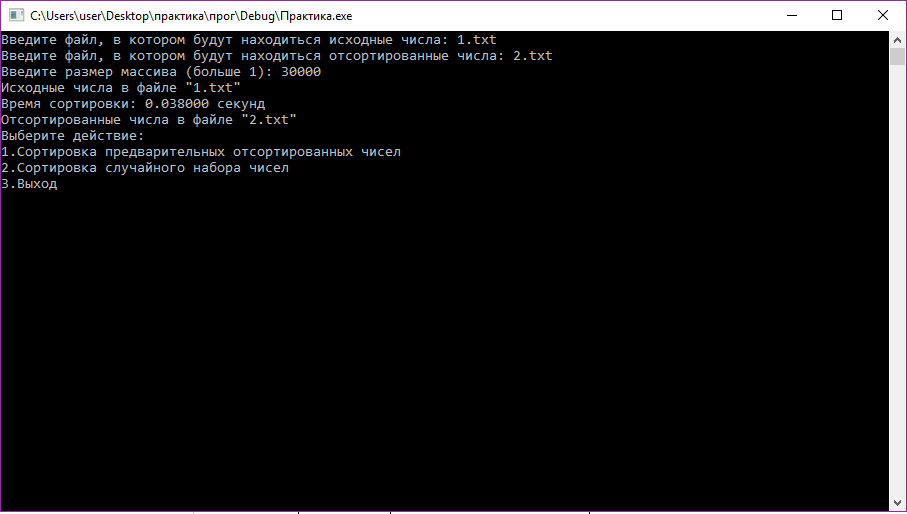 C:\Users\user\Desktop\практика\прог\Debug\Практика.exe
Введите файл, в котором будут находиться исходные числа: 1.txt
Введите файл, в котором будут находиться отсортированные числа: 2.txt
Введите размер массива (больше 1): 30000
Исходные числа в файле "1.txt"
Время сортировки: 0.038000 секунд
Отсортированные числа в файле "2.txt"
Выберите действие:
1.Сортировка предварительных отсортированных чисел
2.Сортировка случайного набора чисел
3.Выход